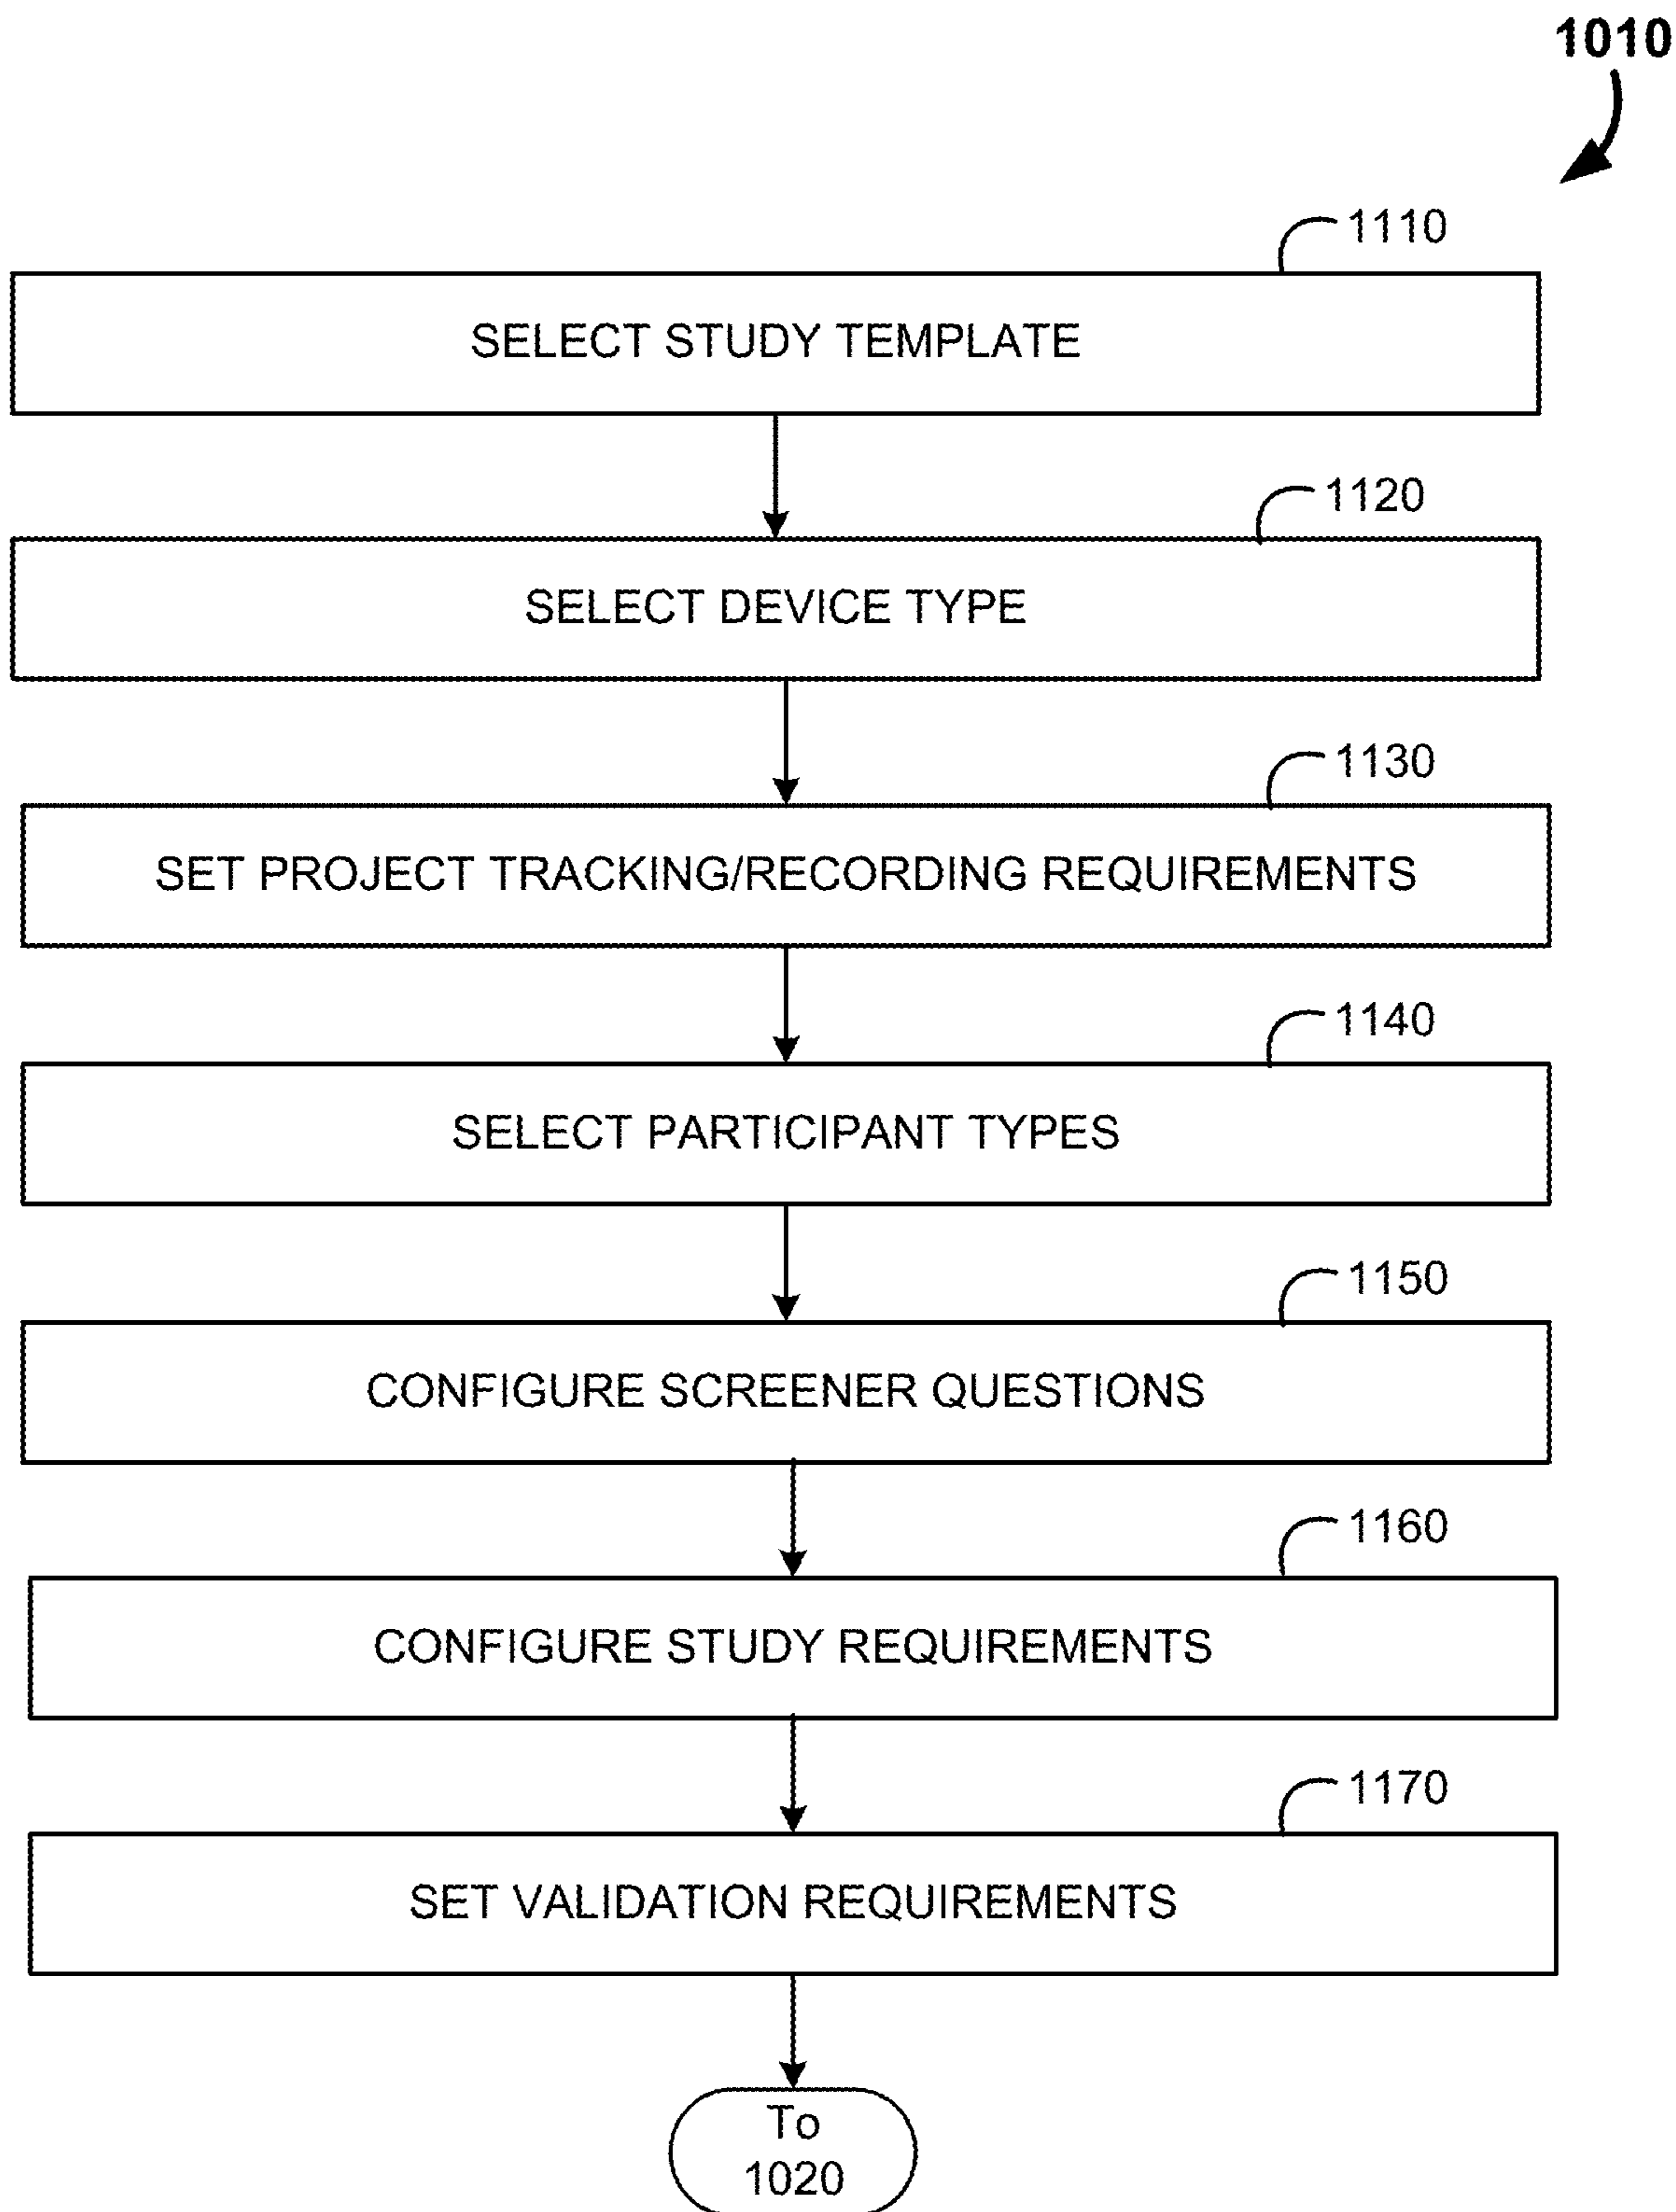 1010
1110
SELECT STUDY TEMPLATE
1120
SELECT DEVICE TYPE
1130
SET PROJECT TRACKING/RECORDING REQUIREMENTS
1140
SELECT PARTICIPANT TYPES
1150
CONFIGURE SCREENER QUESTIONS
1160
CONFIGURE STUDY REQUIREMENTS
1170
SET VALIDATION REQUIREMENTS
To
1020